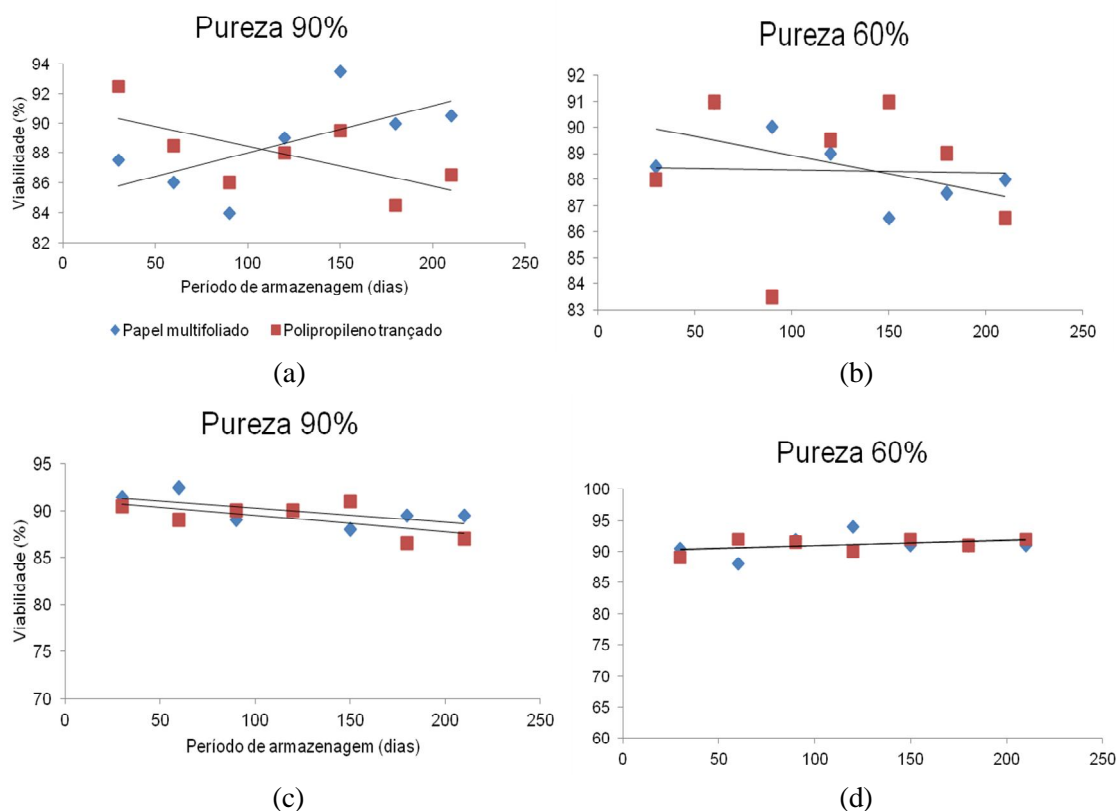 Pureza 90%
Viabilidade (%)
94
92
90
88
86
84
82
0 50 100 150 200 250
Período de armazenagem (dias)
Papel multifoliado Polipropileno trançado
(a)
Pureza 60%
92
91
90
89
88
87
86
85
84
83
0 50 100 150 200 250
(b)
Pureza 90%
Viabilidade (%)
95
90
85
80
75
70
0 50 100 150 200 250
Período de armazenagem (dias)
(c)
Pureza 60%
100
95
90
85
80
75
70
65
60
0 50 100 150 200 250
(d)